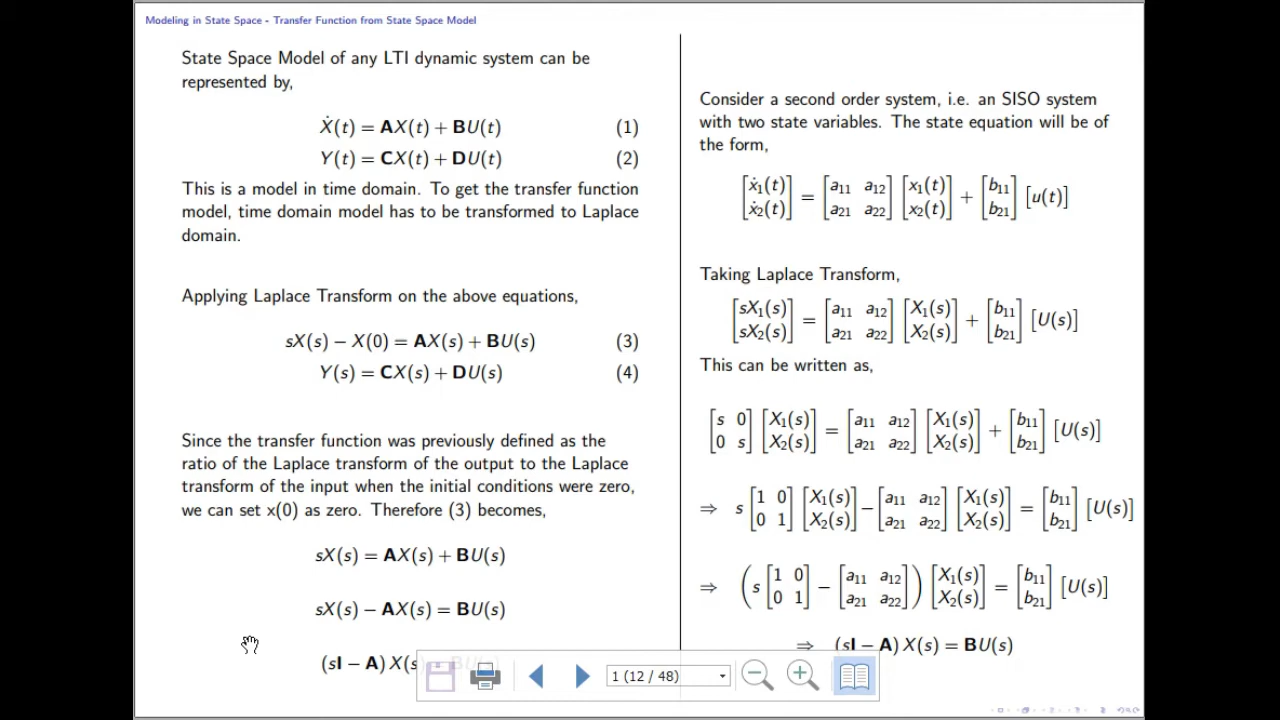 Modeling in State Space - Transfer Function from State Space Model
State Space Model of any LTI dynamic system can be
represented by,
Ẋ(t) = AX(t) + BU(t) (1)
Y(t) = CX(t) + DU(t) (2)
This is a model in time domain. To get the transfer function
model, time domain model has to be transformed to Laplace
domain.
Applying Laplace Transform on the above equations,
sX(s) − X(0) = AX(s) + BU(s) (3)
Y(s) = CX(s) + DU(s) (4)
Since the transfer function was previously defined as the
ratio of the Laplace transform of the output to the Laplace
transform of the input when the initial conditions were zero,
we can set x(0) as zero. Therefore (3) becomes,
sX(s) = AX(s) + BU(s)
sX(s) − AX(s) = BU(s)
(sI − A) X(s) = BU(s)
Consider a second order system, i.e. an SISO system
with two state variables. The state equation will be of
the form,
[ẋ₁(t); ẋ₂(t)] = [a₁₁ a₁₂; a₂₁ a₂₂] [x₁(t); x₂(t)] + [b₁₁; b₂₁] [u(t)]
Taking Laplace Transform,
[sX₁(s); sX₂(s)] = [a₁₁ a₁₂; a₂₁ a₂₂] [X₁(s); X₂(s)] + [b₁₁; b₂₁] [U(s)]
This can be written as,
[s 0; 0 s] [X₁(s); X₂(s)] = [a₁₁ a₁₂; a₂₁ a₂₂] [X₁(s); X₂(s)] + [b₁₁; b₂₁] [U(s)]
⇒ s [1 0; 0 1] [X₁(s); X₂(s)] − [a₁₁ a₁₂; a₂₁ a₂₂] [X₁(s); X₂(s)] = [b₁₁; b₂₁] [U(s)]
⇒ (s [1 0; 0 1] − [a₁₁ a₁₂; a₂₁ a₂₂]) [X₁(s); X₂(s)] = [b₁₁; b₂₁] [U(s)]
⇒ (sI − A) X(s) = BU(s)
1 (12 / 48)